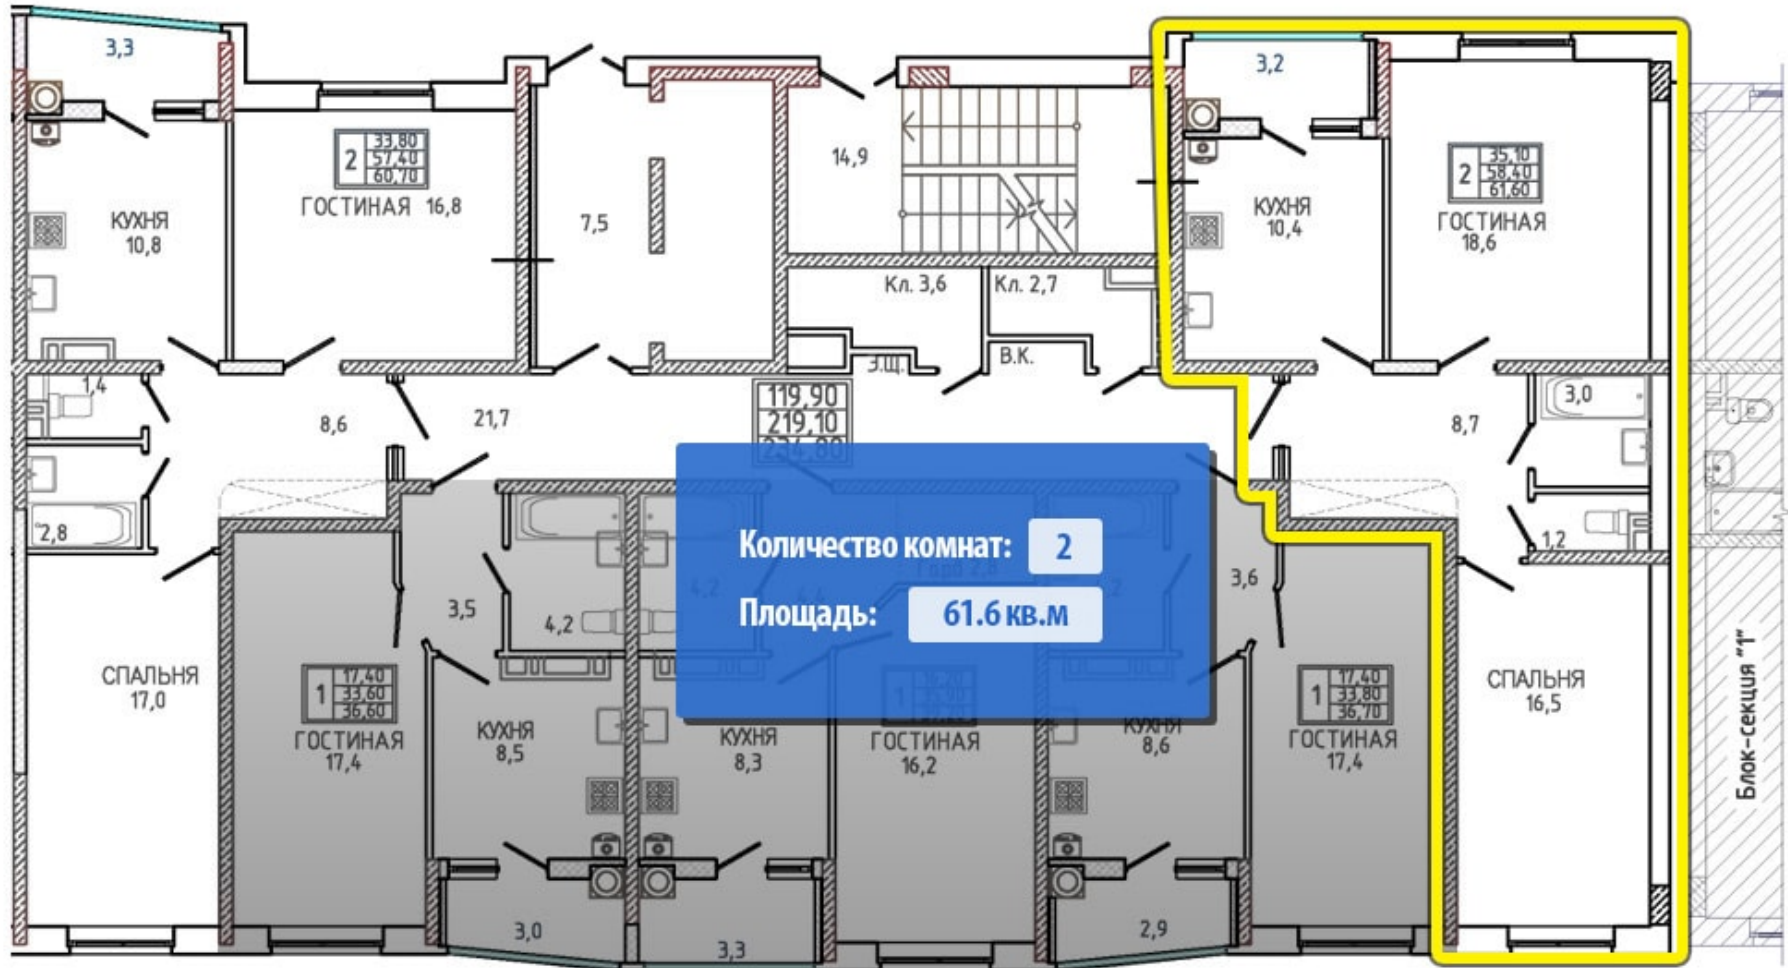 3,3
3,2
33,80
2 57,40
60,70
ГОСТИНАЯ 16,8
14,9
35,10
2 58,40
61,60
КУХНЯ
10,8
7,5
КУХНЯ
10,4
ГОСТИНАЯ
18,6
Кл. 3,6
Кл. 2,7
Э.Щ.
В.К.
1,4
8,6
21,7
119,90
219,10
234,80
8,7
3,0
2,8
1,2
Количество комнат: 2
Площадь: 61.6 кв.м
3,5
4,2
4,2
3,6
СПАЛЬНЯ
17,0
17,40
1 33,60
36,60
ГОСТИНАЯ
17,4
КУХНЯ
8,5
КУХНЯ
8,3
1
ГОСТИНАЯ
16,2
КУХНЯ
8,6
17,40
1 33,80
36,70
ГОСТИНАЯ
17,4
СПАЛЬНЯ
16,5
Блок-секция "1"
3,0
3,3
2,9